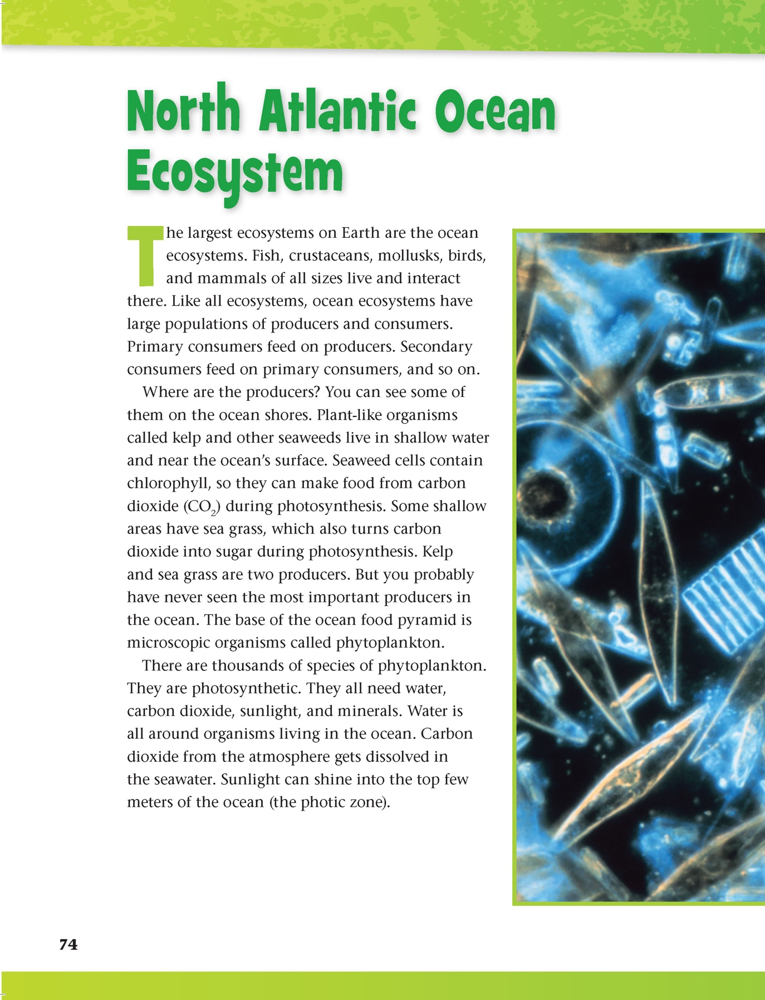 North Atlantic Ocean
Ecosystem
The largest ecosystems on Earth are the ocean
ecosystems. Fish, crustaceans, mollusks, birds,
and mammals of all sizes live and interact
there. Like all ecosystems, ocean ecosystems have
large populations of producers and consumers.
Primary consumers feed on producers. Secondary
consumers feed on primary consumers, and so on.
Where are the producers? You can see some of
them on the ocean shores. Plant-like organisms
called kelp and other seaweeds live in shallow water
and near the ocean’s surface. Seaweed cells contain
chlorophyll, so they can make food from carbon
dioxide (CO₂) during photosynthesis. Some shallow
areas have sea grass, which also turns carbon
dioxide into sugar during photosynthesis. Kelp
and sea grass are two producers. But you probably
have never seen the most important producers in
the ocean. The base of the ocean food pyramid is
microscopic organisms called phytoplankton.
There are thousands of species of phytoplankton.
They are photosynthetic. They all need water,
carbon dioxide, sunlight, and minerals. Water is
all around organisms living in the ocean. Carbon
dioxide from the atmosphere gets dissolved in
the seawater. Sunlight can shine into the top few
meters of the ocean (the photic zone).
74